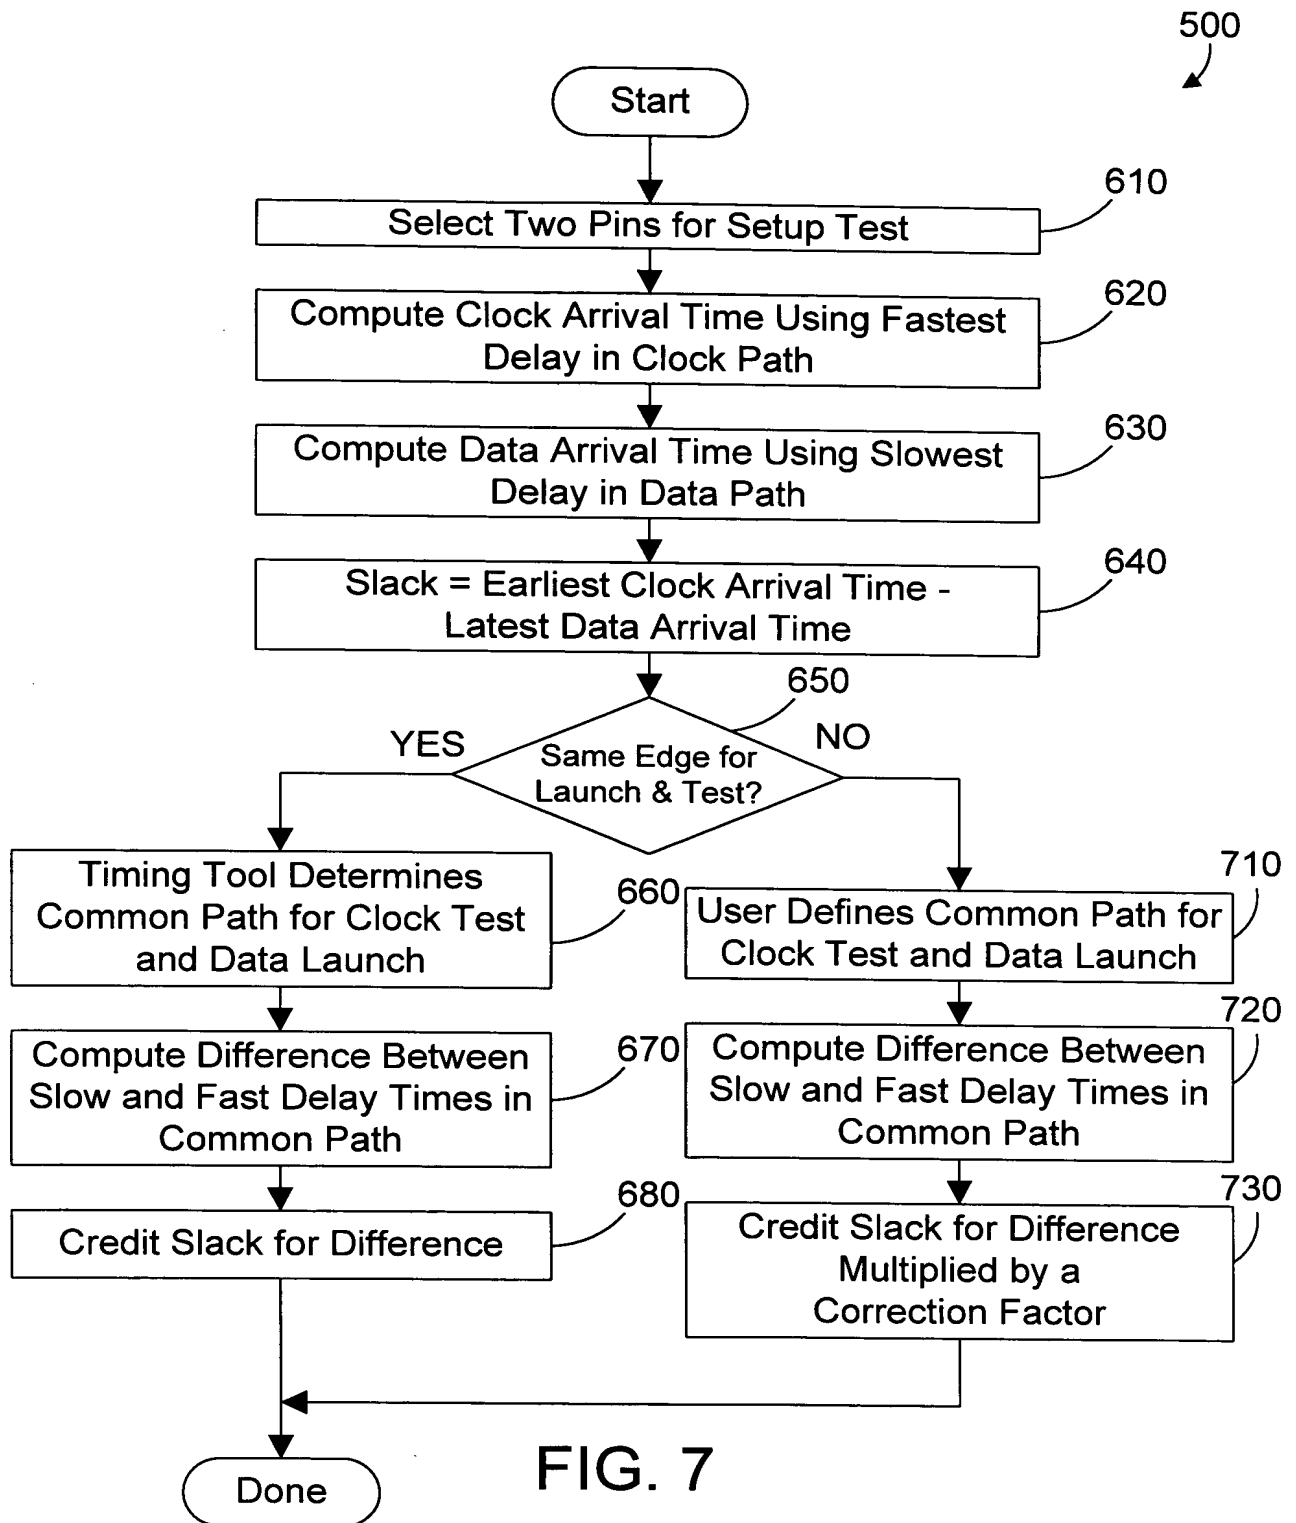 500
Start
610
Select Two Pins for Setup Test
620
Compute Clock Arrival Time Using Fastest
Delay in Clock Path
630
Compute Data Arrival Time Using Slowest
Delay in Data Path
640
Slack = Earliest Clock Arrival Time -
Latest Data Arrival Time
650
YES
NO
Same Edge for
Launch & Test?
Timing Tool Determines
Common Path for Clock Test
and Data Launch
660
710
User Defines Common Path for
Clock Test and Data Launch
Compute Difference Between
Slow and Fast Delay Times in
Common Path
670
720
Compute Difference Between
Slow and Fast Delay Times in
Common Path
680
Credit Slack for Difference
730
Credit Slack for Difference
Multiplied by a
Correction Factor
Done
FIG. 7